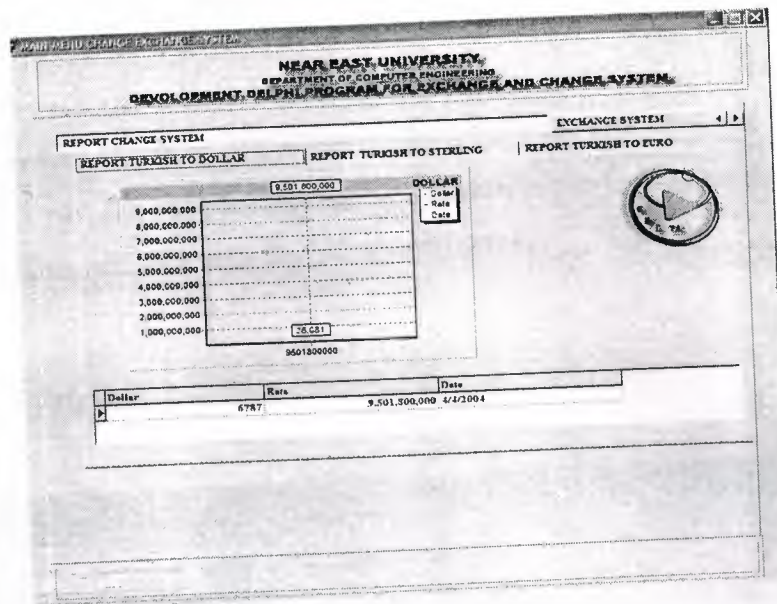 MAIN MENU CHANGE EXCHANGE SYSTEM
NEAR EAST UNIVERSITY
DEPARTMENT OF COMPUTER ENGINEERING
DEVOLOPMENT DELPHI PROGRAM FOR EXCHANGE AND CHANGE SYSTEM
EXCHANGE SYSTEM
REPORT CHANGE SYSTEM
REPORT TURKISH TO DOLLAR
REPORT TURKISH TO STERLING
REPORT TURKISH TO EURO
9,501,800,000
DOLLAR
Dollar
Rate
Date
9,000,000,000
8,000,000,000
7,000,000,000
6,000,000,000
5,000,000,000
4,000,000,000
3,000,000,000
2,000,000,000
1,000,000,000
38,081
9501800000
Dollar Rate Date
6787 9,501,800,000 4/4/2004